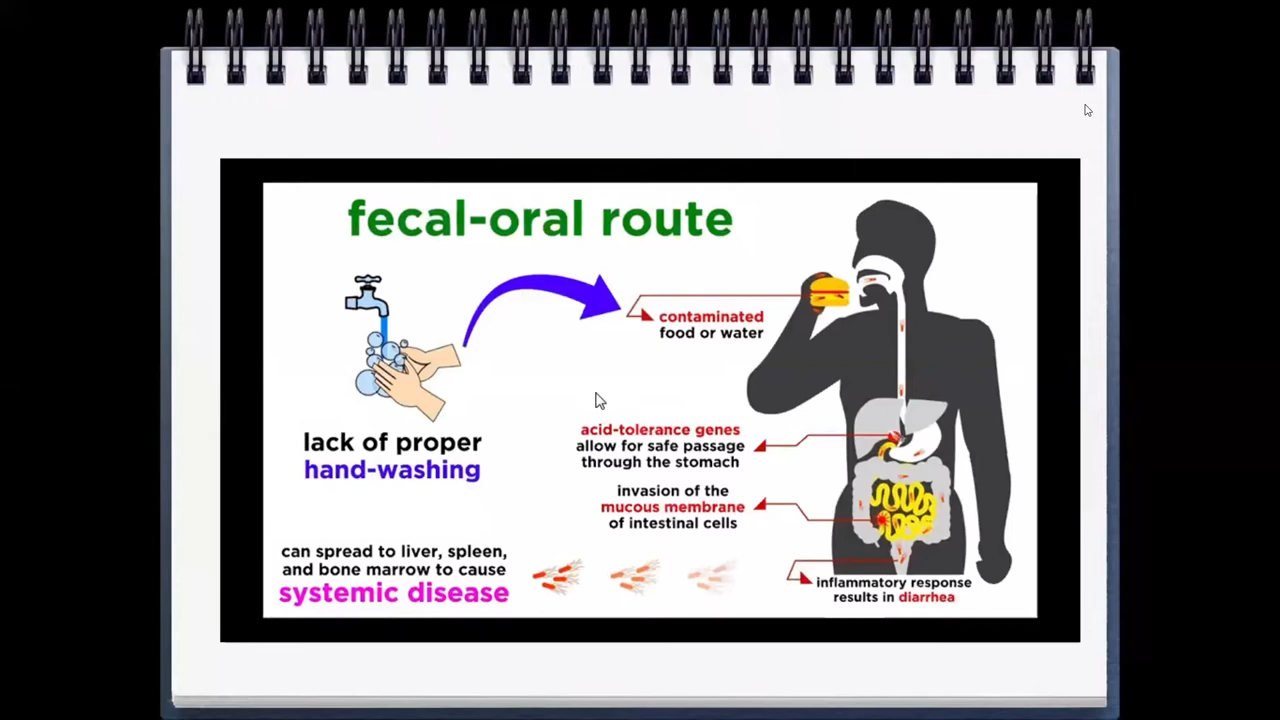 fecal-oral route
contaminated
food or water
lack of proper
hand-washing
acid-tolerance genes
allow for safe passage
through the stomach
invasion of the
mucous membrane
of intestinal cells
can spread to liver, spleen,
and bone marrow to cause
systemic disease
inflammatory response
results in diarrhea